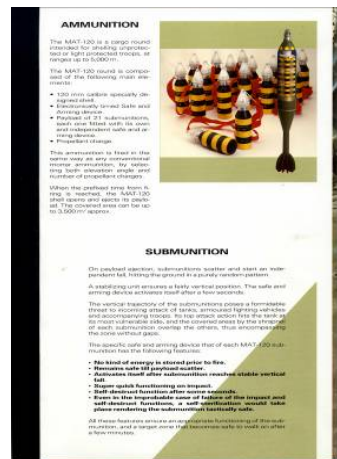 AMMUNITION
The MAT-120 is a cargo round
intended for shelling unprotec-
ted or light protected troops, at
ranges up to 5,000 m.
The MAT-120 round is compo-
sed of the following main ele-
ments:
• 120 mm calibre specially de-
signed shell.
• Electronically timed Safe and
Arming device.
• Payload of 21 submunitions,
each one fitted with its own
and independent safe and ar-
ming device.
• Propellant charge.
This ammunition is fired in the
same way as any conventional
mortar ammunition, by selec-
ting both elevation angle and
number of propellant charges.
When the prefixed time from fi-
ring is reached, the MAT-120
shell opens and ejects its paylo-
ad. The covered area can be up
to 3,500 m² approx.
SUBMUNITION
On payload ejection, submunitions scatter and start an inde-
pendent fall, hitting the ground in a purely random pattern.
A stabilizing unit ensures a fairly vertical position. The safe and
arming device activates itself after a few seconds.
The vertical trajectory of the submunitions poses a formidable
threat to incoming attack of tanks, armoured fighting vehicles
and accompanying troops. Its top attack action hits the tank in
its most vulnerable side, and the covered areas by the shrapnel
of each submunition overlap the others, thus encompassing
the zone without gaps.
The specific safe and arming device that of each MAT-120 sub-
munition has the following features:
• No kind of energy is stored prior to fire.
• Remains safe till payload scatter.
• Activates itself after submunition reaches stable vertical
fall.
• Super quick functioning on impact.
• Self-destruct function after some seconds.
• Even in the improbable case of failure of the impact and
self-destruct functions, a self-sterilization would take
place rendering the submunition tactically safe.
All these features ensure an appropriate functioning of the sub-
munition, and a target zone that becomes safe to walk on after
a few minutes.